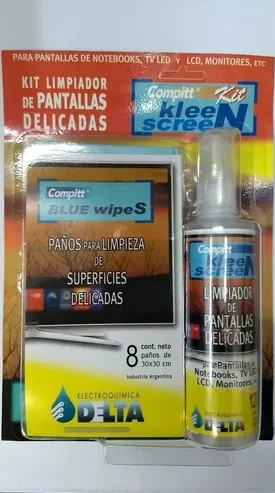 PARA PANTALLAS DE NOTEBOOKS, TV LED Y LCD, MONITORES, ETC
KIT LIMPIADOR
DE PANTALLAS
DELICADAS
Compitt
Kit
kleeN
screeN
Compitt
BLUE wipeS
PAÑOS PARA LIMPIEZA
DE
SUPERFICIES
DELICADAS
8 cont. neto
paños de
30x30 cm
Industria Argentina
ELECTROQUIMICA
DELTA
Compitt
kleeN
screeN
LIMPIADOR
DE
PANTALLAS
DELICADAS
para Pantallas de
Notebooks, TV LED
LCD, Monitores,
ELECTROQUIMICA
DELTA